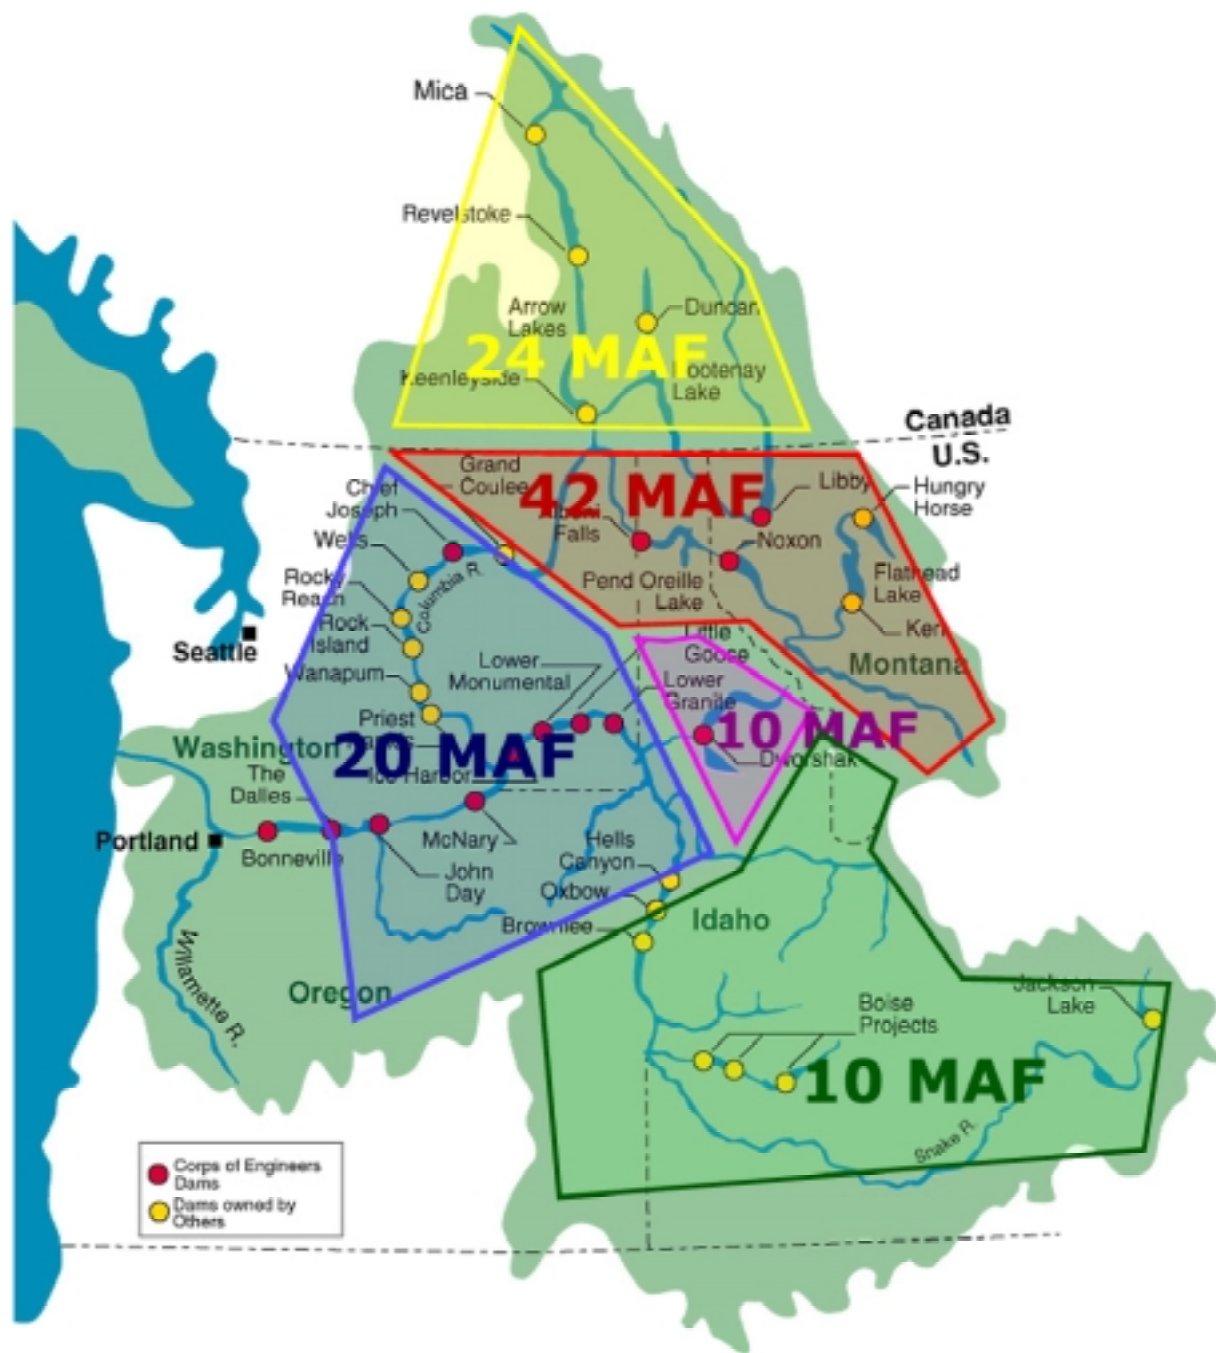 Mica
Revelstoke
Arrow
Lakes
Duncan
24 MAF
Kootenay
Lake
Keenleyside
Canada
U.S.
Grand
Coulee
42 MAF
Libby
Hungry
Horse
Chief
Joseph
Falls
Noxon
Wells
Columbia R.
Pend Oreille
Lake
Flathead
Lake
Rocky
Reach
Kerr
Rock
Island
Little
Goose
Seattle
Montana
Lower
Monumental
Wanapum
Lower
Granite
Priest
10 MAF
Washington
20 MAF
Dworshak
Ice Harbor
The
Dalles
Portland
McNary
Hells
Canyon
Bonneville
John
Day
Oxbow
Brownlee
Idaho
Willamette R.
Oregon
Jackson
Lake
Boise
Projects
10 MAF
Snake R.
Corps of Engineers
Dams
Dams owned by
Others